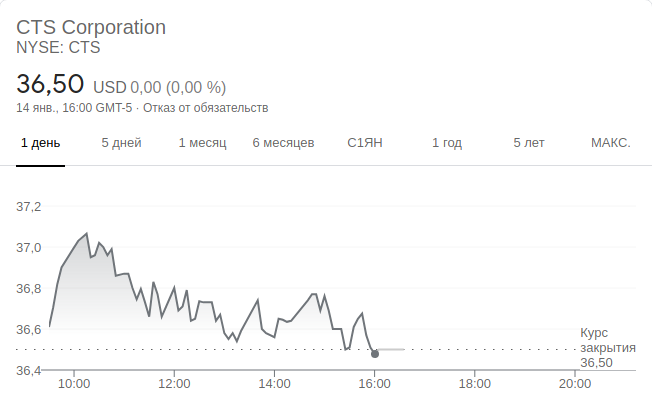 CTS Corporation
NYSE: CTS
36,50 USD 0,00 (0,00 %)
14 янв., 16:00 GMT-5 · Отказ от обязательств
1 день 5 дней 1 месяц 6 месяцев С1ЯН 1 год 5 лет МАКС.
37,2
37,0
36,8
36,6
36,4
Курс
закрытия
36,50
10:00 12:00 14:00 16:00 18:00 20:00